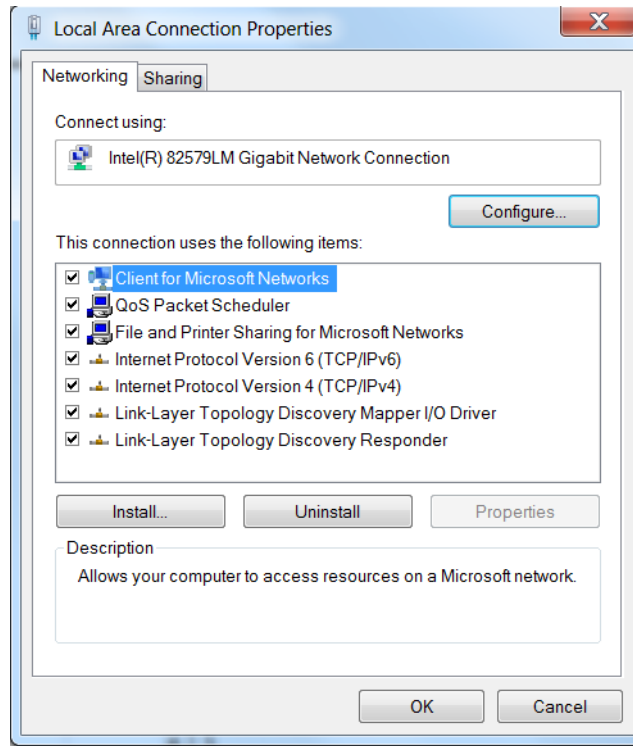 Local Area Connection Properties
Networking
Sharing
Connect using:
Intel(R) 82579LM Gigabit Network Connection
Configure...
This connection uses the following items:
Client for Microsoft Networks
QoS Packet Scheduler
File and Printer Sharing for Microsoft Networks
Internet Protocol Version 6 (TCP/IPv6)
Internet Protocol Version 4 (TCP/IPv4)
Link-Layer Topology Discovery Mapper I/O Driver
Link-Layer Topology Discovery Responder
Install...
Uninstall
Properties
Description
Allows your computer to access resources on a Microsoft network.
OK
Cancel